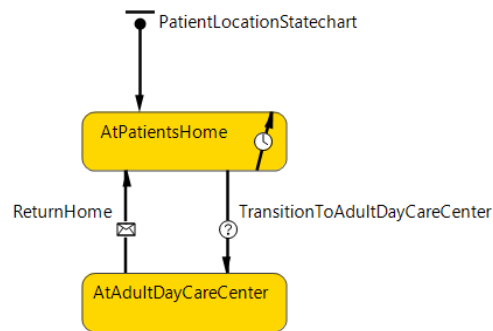 PatientLocationStatechart
AtPatientsHome
ReturnHome
?
TransitionToAdultDayCareCenter
AtAdultDayCareCenter